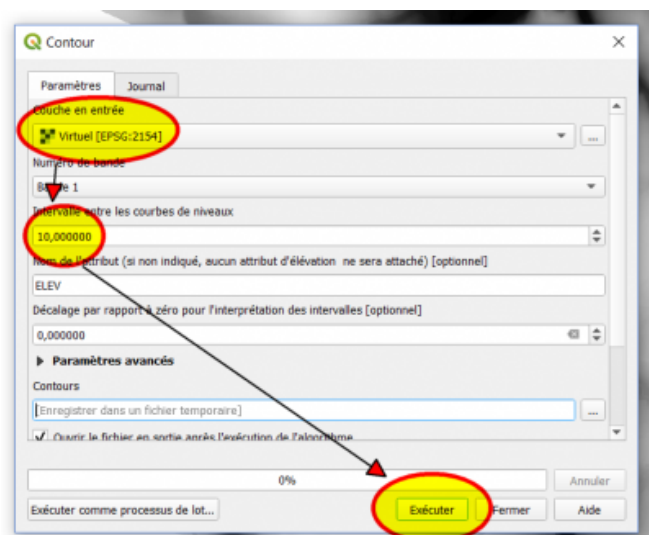 Contour
Paramètres Journal
Couche en entrée
Virtuel [EPSG:2154]
...
Numéro de bande
Bande 1
Intervalle entre les courbes de niveaux
10,000000
Nom de l'attribut (si non indiqué, aucun attribut d'élévation ne sera attaché) [optionnel]
ELEV
Décalage par rapport à zéro pour l'interprétation des intervalles [optionnel]
0,000000
Paramètres avancés
Contours
[Enregistrer dans un fichier temporaire]
...
Ouvrir le fichier en sortie après l'exécution de l'algorithme
0%
Annuler
Exécuter comme processus de lot...
Exécuter
Fermer
Aide